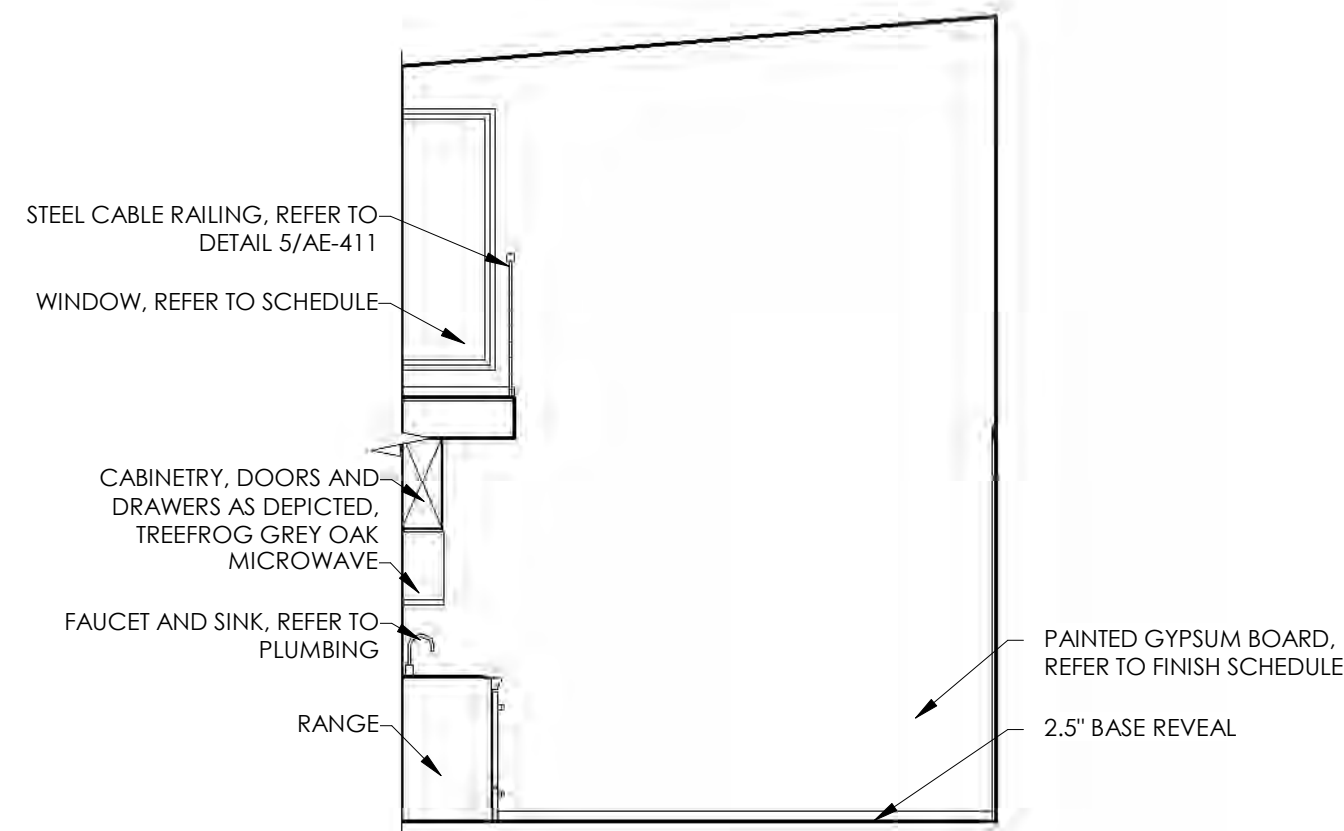 STEEL CABLE RAILING, REFER TO
DETAIL 5/AE-411
WINDOW, REFER TO SCHEDULE
CABINETRY, DOORS AND
DRAWERS AS DEPICTED,
TREEFROG GREY OAK
MICROWAVE
FAUCET AND SINK, REFER TO
PLUMBING
RANGE
PAINTED GYPSUM BOARD,
REFER TO FINISH SCHEDULE
2.5" BASE REVEAL